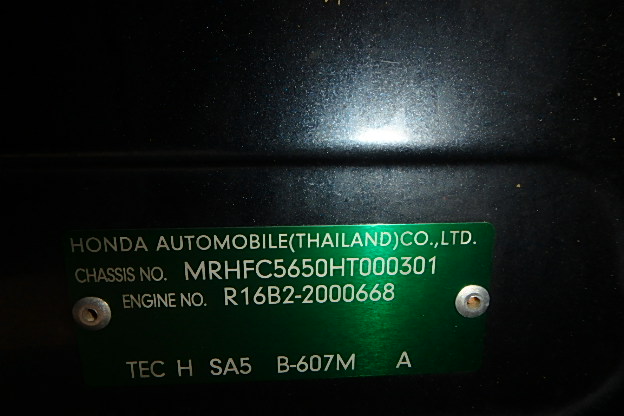 HONDA AUTOMOBILE(THAILAND)CO.,LTD.
CHASSIS NO. MRHFC5650HT000301
ENGINE NO. R16B2-2000668
TEC H SA5 B-607M A